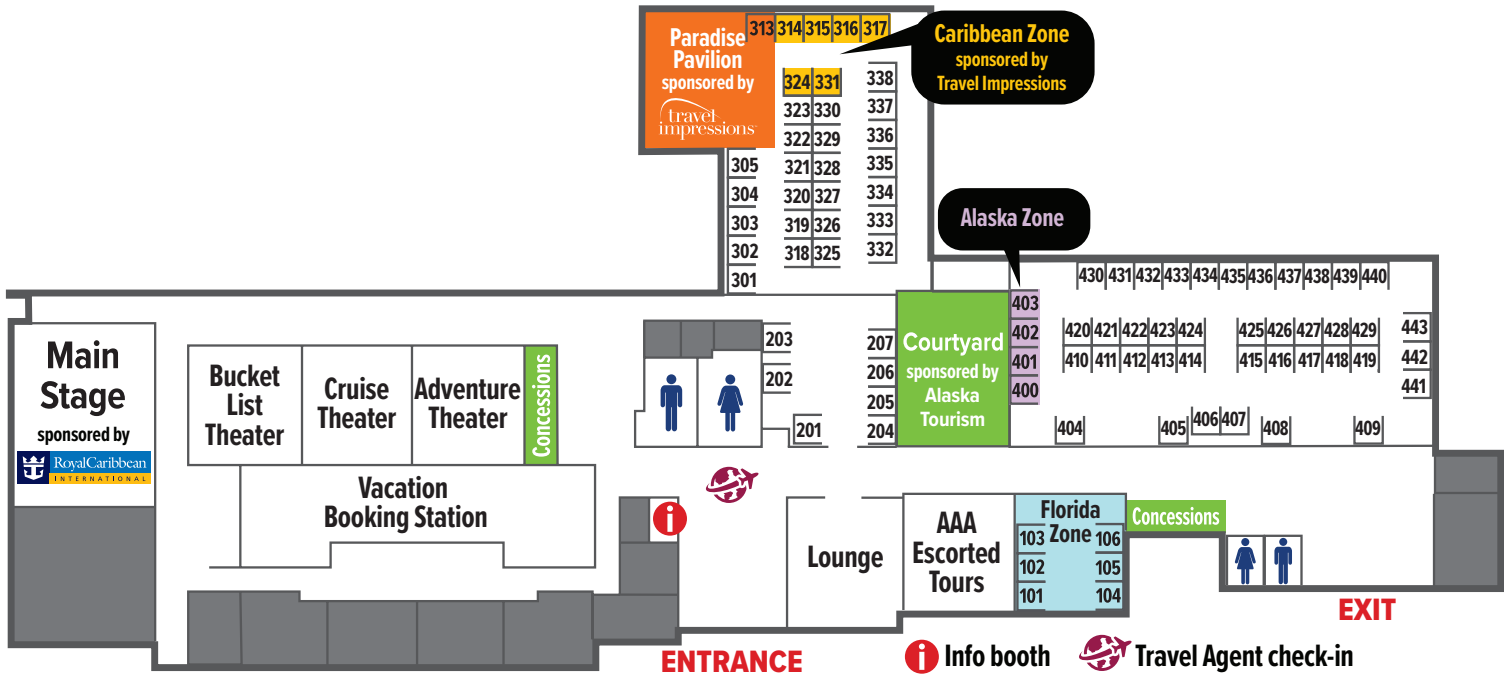 Paradise
Pavilion
sponsored by
travel
impressions
313 314 315 316 317
Caribbean Zone
sponsored by
Travel Impressions
324 331
338
323 330
337
322 329
336
305
321 328
335
304
320 327
334
303
319 326
333
302
318 325
332
301
Alaska Zone
430 431 432 433 434 435 436 437 438 439 440
403
402
401
400
420 421 422 423 424
425 426 427 428 429
410 411 412 413 414
415 416 417 418 419
443
442
441
404
405
406 407
408
409
Main
Stage
sponsored by
RoyalCaribbean
INTERNATIONAL
Bucket
List
Theater
Cruise
Theater
Adventure
Theater
Concessions
203
202
201
207
206
205
204
Courtyard
sponsored by
Alaska
Tourism
Vacation
Booking Station
i
Lounge
AAA
Escorted
Tours
Florida
Zone
103
106
102
105
101
104
Concessions
EXIT
ENTRANCE
i Info booth
Travel Agent check-in